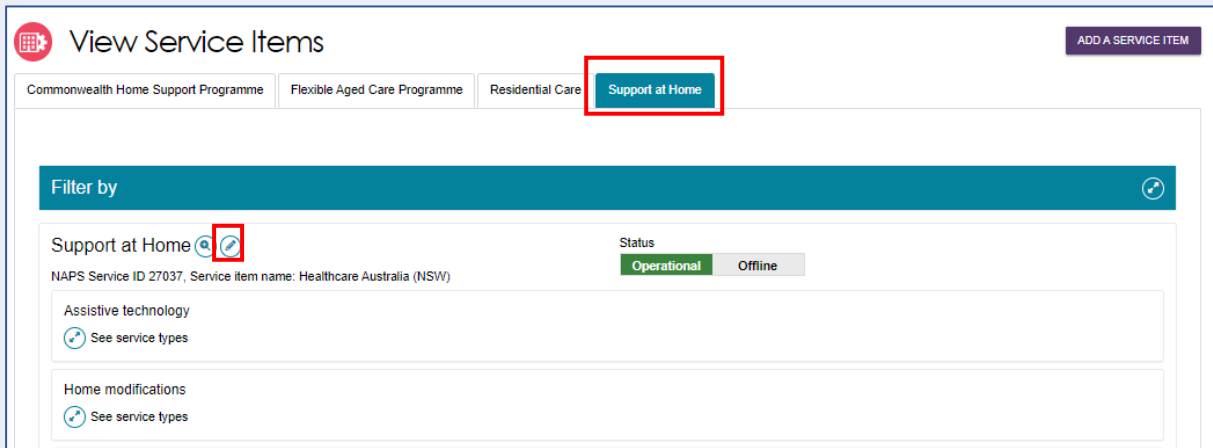 View Service Items
ADD A SERVICE ITEM
Commonwealth Home Support Programme
Flexible Aged Care Programme
Residential Care
Support at Home
Filter by
Support at Home
Status
Operational
Offline
NAPS Service ID 27037, Service item name: Healthcare Australia (NSW)
Assistive technology
See service types
Home modifications
See service types